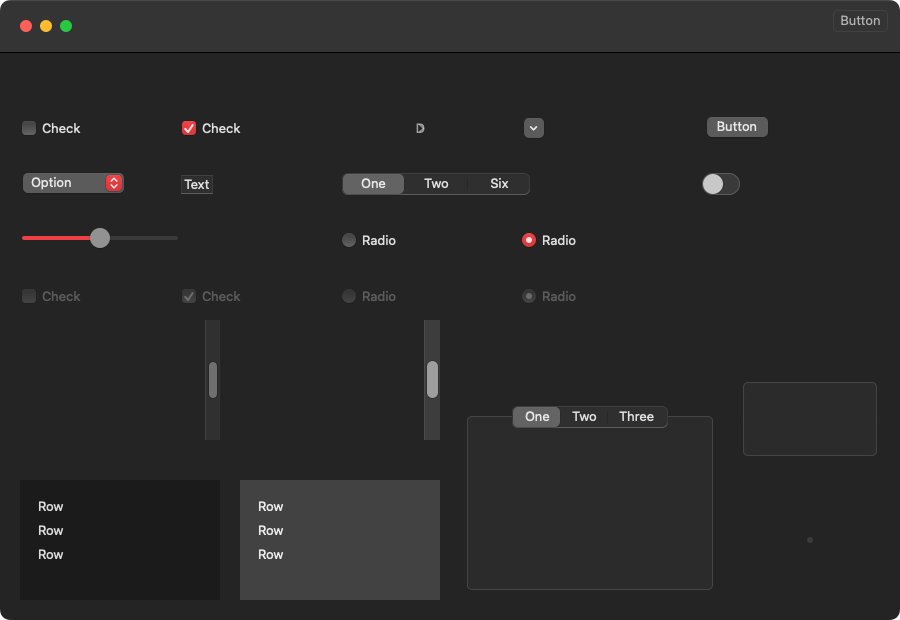 Button
Check
Check
D
Button
Option
Text
One
Two
Six
Radio
Radio
Check
Check
Radio
Radio
One
Two
Three
Row
Row
Row
Row
Row
Row